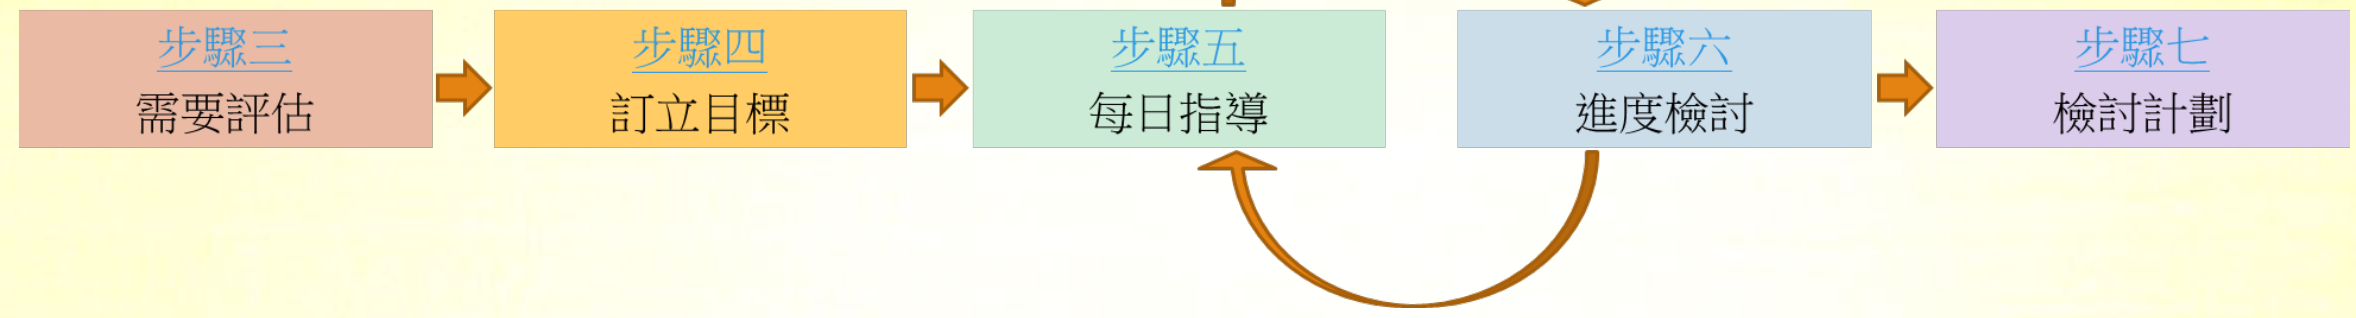 步驟三
需要評估
步驟四
訂立目標
步驟五
每日指導
步驟六
進度檢討
步驟七
檢討計劃